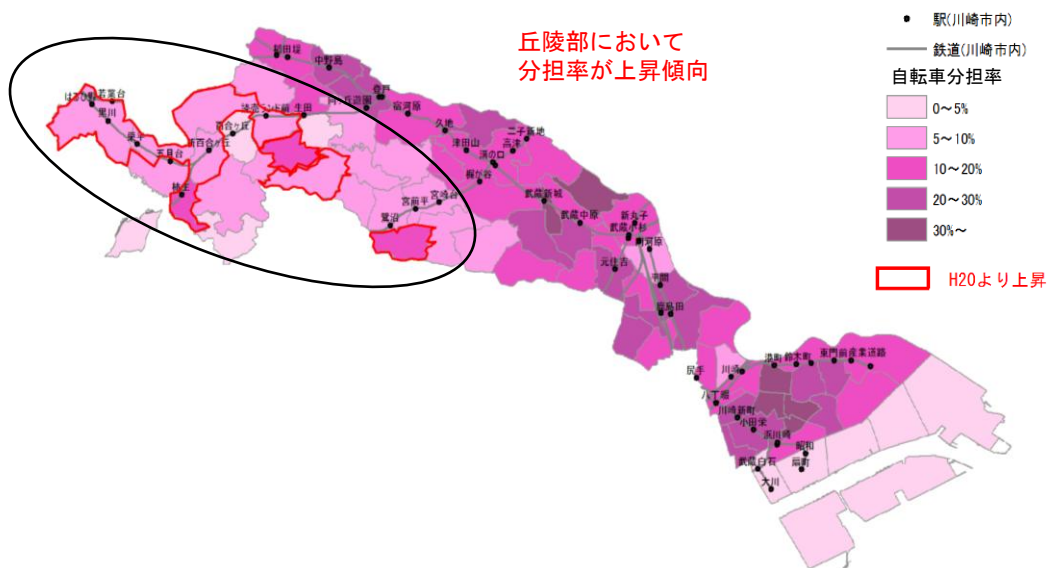 丘陵部において
分担率が上昇傾向
駅(川崎市内)
鉄道(川崎市内)
自転車分担率
0～5%
5～10%
10～20%
20～30%
30%～
H20より上昇
稲田堤
中野島
登戸
向ヶ丘遊園
宿河原
久地
津田山
溝の口
二子新地
高津
梶が谷
宮崎台
宮前平
鷺沼
はるひ野
若葉台
黒川
栗平
五月台
柿生
新百合ヶ丘
百合ヶ丘
読売ランド前
生田
武蔵新城
武蔵中原
新丸子
武蔵小杉
向河原
元住吉
平間
鹿島田
尻手
川崎
港町
鈴木町
東門前
産業道路
八丁畷
川崎新町
小田栄
浜川崎
昭和
武蔵白石
扇町
大川